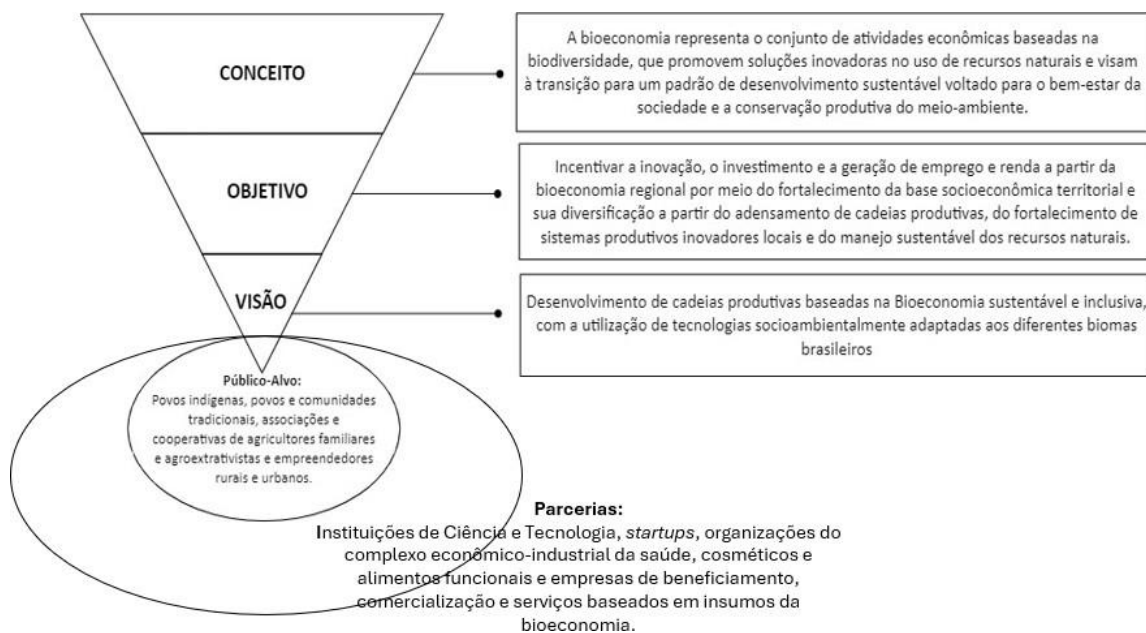 CONCEITO
A bioeconomia representa o conjunto de atividades econômicas baseadas na
biodiversidade, que promovem soluções inovadoras no uso de recursos naturais e visam
à transição para um padrão de desenvolvimento sustentável voltado para o bem-estar da
sociedade e a conservação produtiva do meio-ambiente.
OBJETIVO
Incentivar a inovação, o investimento e a geração de emprego e renda a partir da
bioeconomia regional por meio do fortalecimento da base socioeconômica territorial e
sua diversificação a partir do adensamento de cadeias produtivas, do fortalecimento de
sistemas produtivos inovadores locais e do manejo sustentável dos recursos naturais.
VISÃO
Desenvolvimento de cadeias produtivas baseadas na Bioeconomia sustentável e inclusiva,
com a utilização de tecnologias socioambientalmente adaptadas aos diferentes biomas
brasileiros
Público-Alvo:
Povos indígenas, povos e comunidades
tradicionais, associações e
cooperativas de agricultores familiares
e agroextrativistas e empreendedores
rurais e urbanos.
Parcerias:
Instituições de Ciência e Tecnologia, startups, organizações do
complexo econômico-industrial da saúde, cosméticos e
alimentos funcionais e empresas de beneficiamento,
comercialização e serviços baseados em insumos da
bioeconomia.